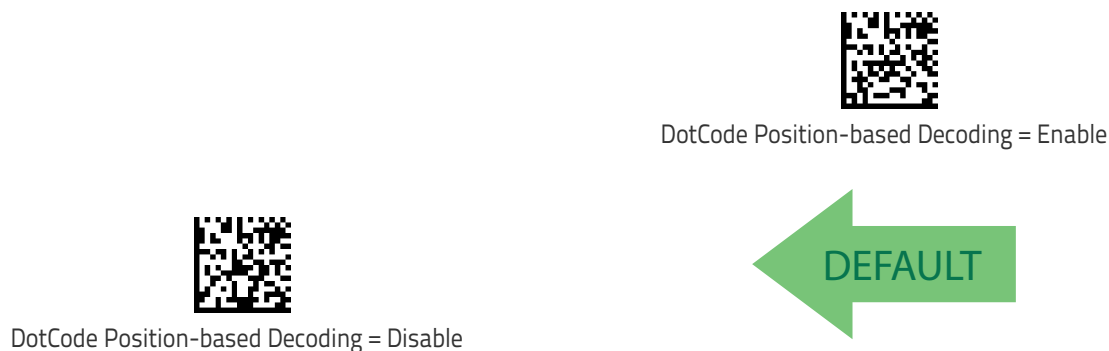 DotCode Position-based Decoding = Enable
DEFAULT
DotCode Position-based Decoding = Disable